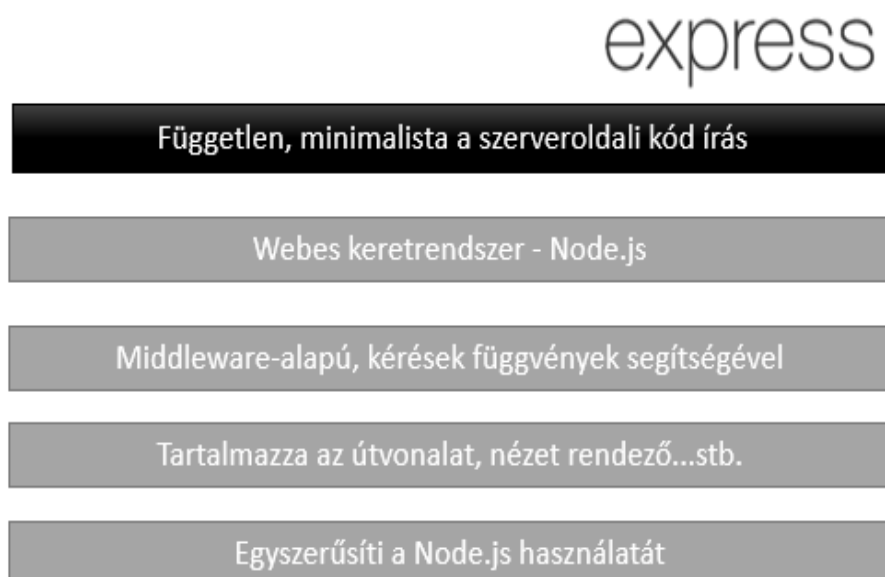 express
Független, minimalista a szerveroldali kód írás
Webes keretrendszer - Node.js
Middleware-alapú, kérések függvények segítségével
Tartalmazza az útvonalat, nézet rendező...stb.
Egyszerűsíti a Node.js használatát